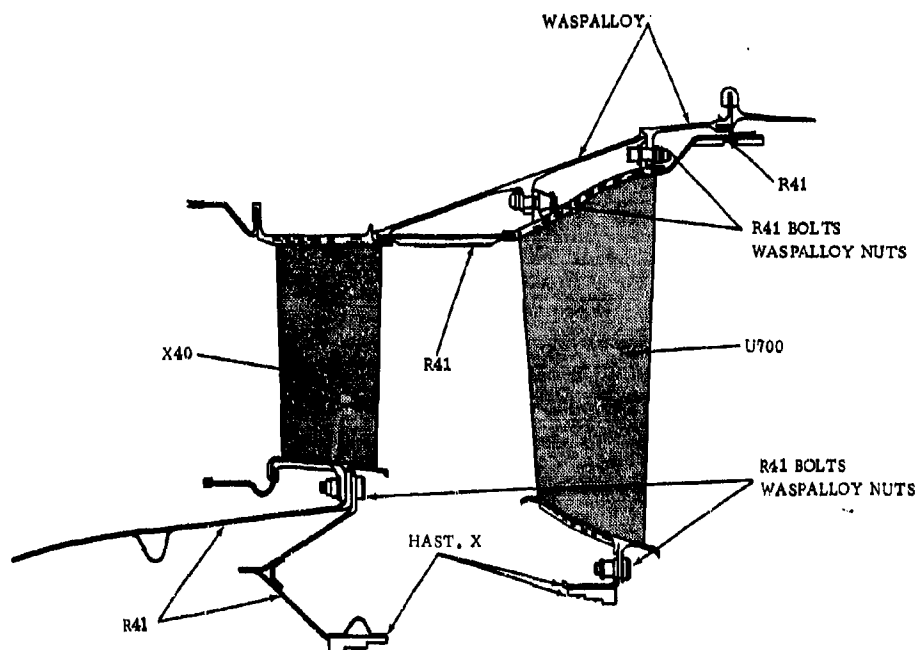 WASPALLOY
R41
R41 BOLTS
WASPALLOY NUTS
X40
R41
U700
R41 BOLTS
WASPALLOY NUTS
HAST. X
R41